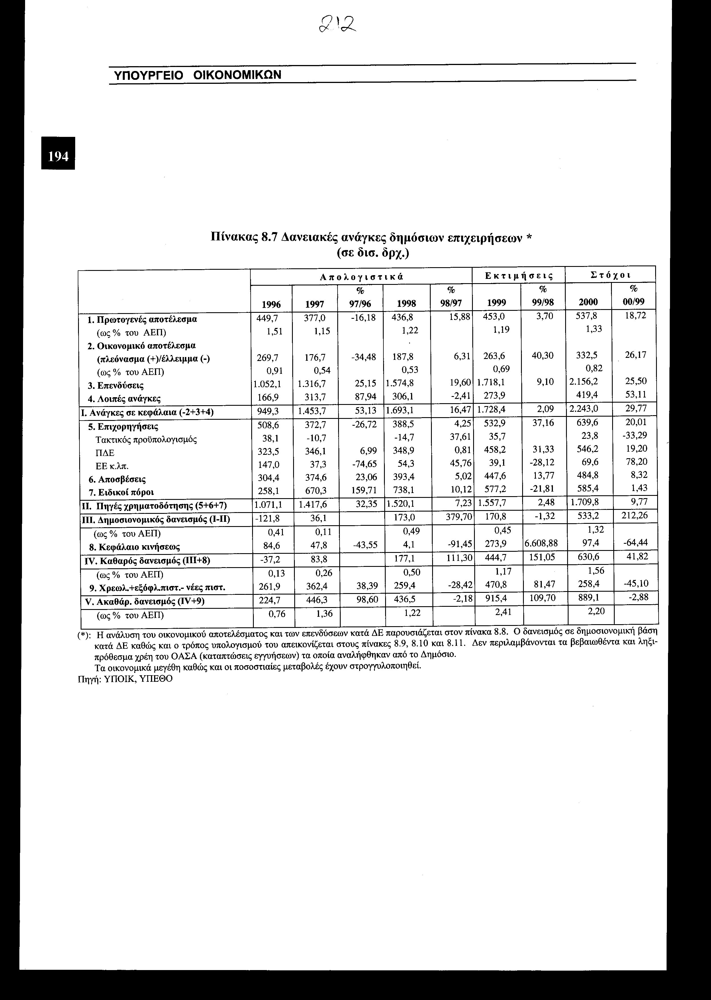 212
ΥΠΟΥΡΓΕΙΟ ΟΙΚΟΝΟΜΙΚΩΝ
194
Πίνακας 8.7 Δανειακές ανάγκες δημόσιων επιχειρήσεων *
(σε δισ. δρχ.)
Απολογιστικά Εκτιμήσεις Στόχοι
% % % %
1996 1997 97/96 1998 98/97 1999 99/98 2000 00/99
1. Πρωτογενές αποτέλεσμα 449,7 377,0 -16,18 436,8 15,88 453,0 3,70 537,8 18,72
(ως % του ΑΕΠ) 1,51 1,15 1,22 1,19 1,33
2. Οικονομικό αποτέλεσμα
(πλεόνασμα (+)/έλλειμμα (-) 269,7 176,7 -34,48 187,8 6,31 263,6 40,30 332,5 26,17
(ως % του ΑΕΠ) 0,91 0,54 0,53 0,69 0,82
3. Επενδύσεις 1.052,1 1.316,7 25,15 1.574,8 19,60 1.718,1 9,10 2.156,2 25,50
4. Λοιπές ανάγκες 166,9 313,7 87,94 306,1 -2,41 273,9 419,4 53,11
I. Ανάγκες σε κεφάλαια (-2+3+4) 949,3 1.453,7 53,13 1.693,1 16,47 1.728,4 2,09 2.243,0 29,77
5. Επιχορηγήσεις 508,6 372,7 -26,72 388,5 4,25 532,9 37,16 639,6 20,01
Τακτικός προϋπολογισμός 38,1 -10,7 -14,7 37,61 35,7 23,8 -33,29
ΠΔΕ 323,5 346,1 6,99 348,9 0,81 458,2 31,33 546,2 19,20
ΕΕ κ.λπ. 147,0 37,3 -74,65 54,3 45,76 39,1 -28,12 69,6 78,20
6. Αποσβέσεις 304,4 374,6 23,06 393,4 5,02 447,6 13,77 484,8 8,32
7. Ειδικοί πόροι 258,1 670,3 159,71 738,1 10,12 577,2 -21,81 585,4 1,43
II. Πηγές χρηματοδότησης (5+6+7) 1.071,1 1.417,6 32,35 1.520,1 7,23 1.557,7 2,48 1.709,8 9,77
III. Δημοσιονομικός δανεισμός (I-II) -121,8 36,1 173,0 379,70 170,8 -1,32 533,2 212,26
(ως % του ΑΕΠ) 0,41 0,11 0,49 0,45 1,32
8. Κεφάλαιο κινήσεως 84,6 47,8 -43,55 4,1 -91,45 273,9 6.608,88 97,4 -64,44
IV. Καθαρός δανεισμός (III+8) -37,2 83,8 177,1 111,30 444,7 151,05 630,6 41,82
(ως % του ΑΕΠ) 0,13 0,26 0,50 1,17 1,56
9. Χρεωλ.+εξόφλ.πιστ.- νέες πιστ. 261,9 362,4 38,39 259,4 -28,42 470,8 81,47 258,4 -45,10
V. Ακαθάρ. δανεισμός (IV+9) 224,7 446,3 98,60 436,5 -2,18 915,4 109,70 889,1 -2,88
(ως % του ΑΕΠ) 0,76 1,36 1,22 2,41 2,20
(*): Η ανάλυση του οικονομικού αποτελέσματος και των επενδύσεων κατά ΔΕ παρουσιάζεται στον πίνακα 8.8. Ο δανεισμός σε δημοσιονομική βάση
κατά ΔΕ καθώς και ο τρόπος υπολογισμού του απεικονίζεται στους πίνακες 8.9, 8.10 και 8.11. Δεν περιλαμβάνονται τα βεβαιωθέντα και ληξι-
πρόθεσμα χρέη του ΟΑΣΑ (καταπτώσεις εγγυήσεων) τα οποία αναλήφθηκαν από το Δημόσιο.
Τα οικονομικά μεγέθη καθώς και οι ποσοστιαίες μεταβολές έχουν στρογγυλοποιηθεί.
Πηγή: ΥΠΟΙΚ, ΥΠΕΘΟ